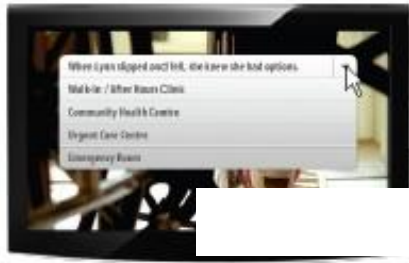 When Lynn slipped and fell, she knew she had options.
Walk-in / After Hours Clinic
Community Health Centre
Urgent Care Centre
Emergency Room